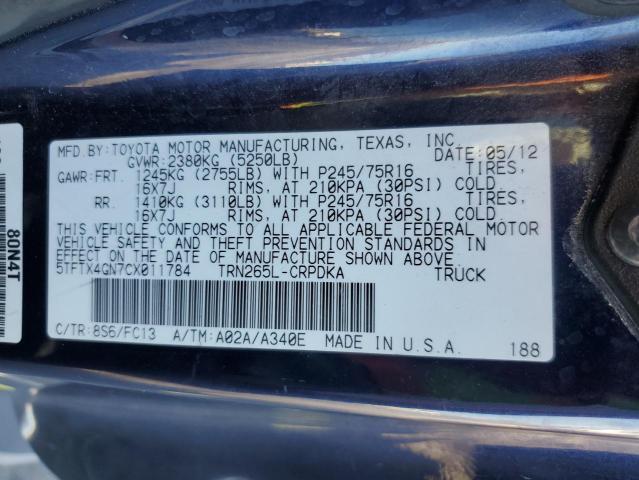 MFD.BY:TOYOTA MOTOR MANUFACTURING, TEXAS, INC.
GVWR:2380KG (5250LB) DATE:05/12
GAWR:FRT. 1245KG (2755LB) WITH P245/75R16 TIRES,
16X7J RIMS, AT 210KPA (30PSI) COLD
RR. 1410KG (3110LB) WITH P245/75R16 TIRES,
16X7J RIMS, AT 210KPA (30PSI) COLD
THIS VEHICLE CONFORMS TO ALL APPLICABLE FEDERAL MOTOR
VEHICLE SAFETY AND THEFT PREVENTION STANDARDS IN
EFFECT ON THE DATE OF MANUFACTURE SHOWN ABOVE.
5TFTX4GN7CX011784 TRN265L-CRPDKA TRUCK
C/TR:8S6/FC13 A/TM:A02A/A340E MADE IN U.S.A. 188
80N4T